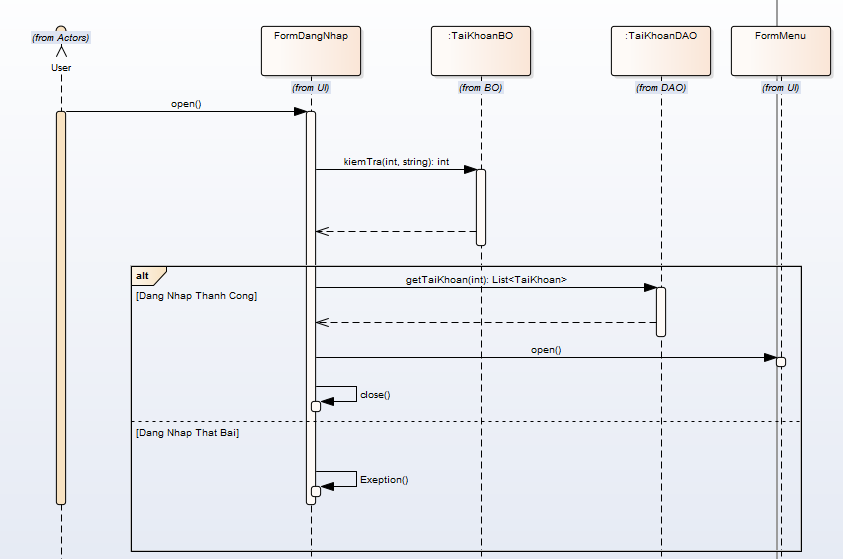 (from Actors)
User
FormDangNhap
(from UI)
:TaiKhoanBO
(from BO)
:TaiKhoanDAO
(from DAO)
FormMenu
(from UI)
open()
kiemTra(int, string): int
alt
[Dang Nhap Thanh Cong]
getTaiKhoan(int): List<TaiKhoan>
open()
close()
[Dang Nhap That Bai]
Exeption()